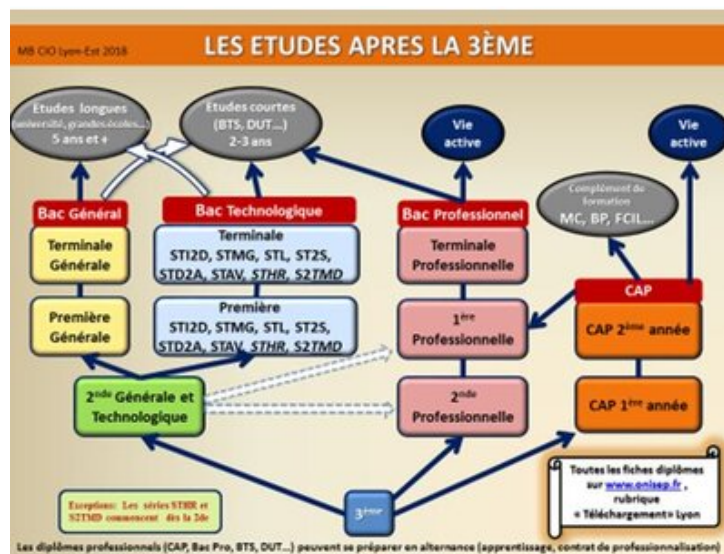 MB CIO Lyon-Est 2018
LES ETUDES APRES LA 3ÈME
Etudes longues
(université, grandes écoles...)
5 ans et +
Etudes courtes
(BTS, DUT...)
2-3 ans
Vie
active
Vie
active
Complément de
formation
MC, BP, FCIL...
Bac Général
Terminale
Générale
Première
Générale
Bac Technologique
Terminale
STI2D, STMG, STL, ST2S,
STD2A, STAV, STHR, S2TMD
Première
STI2D, STMG, STL, ST2S,
STD2A, STAV, STHR, S2TMD
Bac Professionnel
Terminale
Professionnelle
1ère
Professionnelle
CAP
CAP 2ème année
2nde Générale et
Technologique
2nde
Professionnelle
CAP 1ère année
3ème
Exceptions: Les séries STHR et
S2TMD commencent dès la 2de
Toutes les fiches diplômes
sur www.onisep.fr ,
rubrique
« Téléchargement» Lyon
Les diplômes professionnels (CAP, Bac Pro, BTS, DUT...) peuvent se préparer en alternance (apprentissage, contrat de professionnalisation)